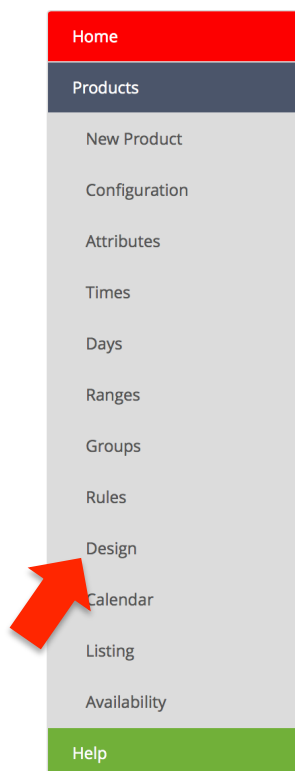 Home
Products
New Product
Configuration
Attributes
Times
Days
Ranges
Groups
Rules
Design
Calendar
Listing
Availability
Help